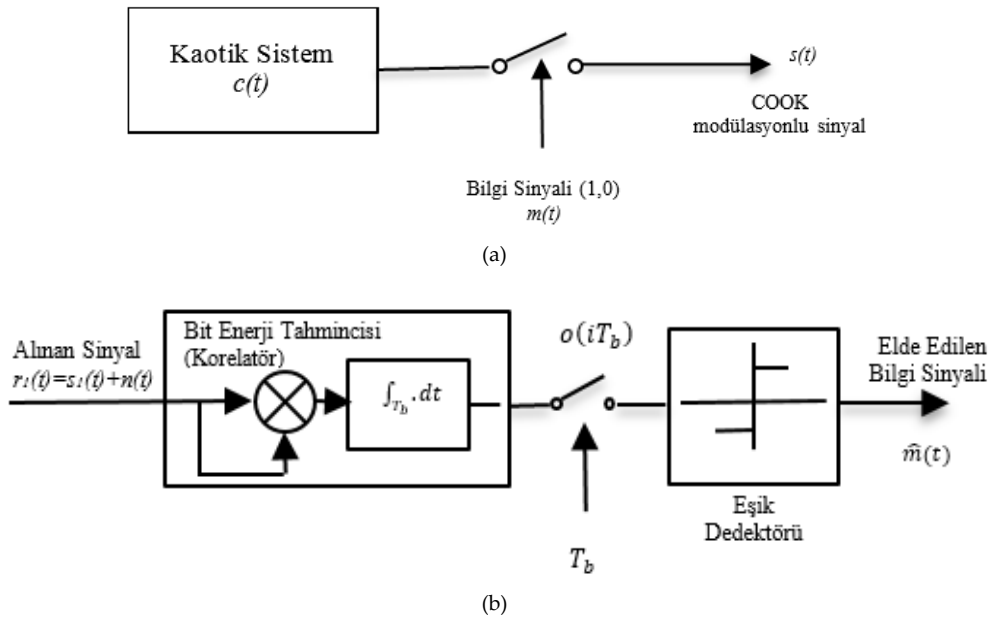 Kaotik Sistem
c(t)
s(t)
COOK
modülasyonlu sinyal
Bilgi Sinyali (1,0)
m(t)
(a)
Bit Enerji Tahmincisi
(Korelatör)
Alınan Sinyal
r₁(t)=s₁(t)+n(t)
∫_{T_b} . dt
o(iT_b)
T_b
Eşik
Dedektörü
Elde Edilen
Bilgi Sinyali
m̂(t)
(b)